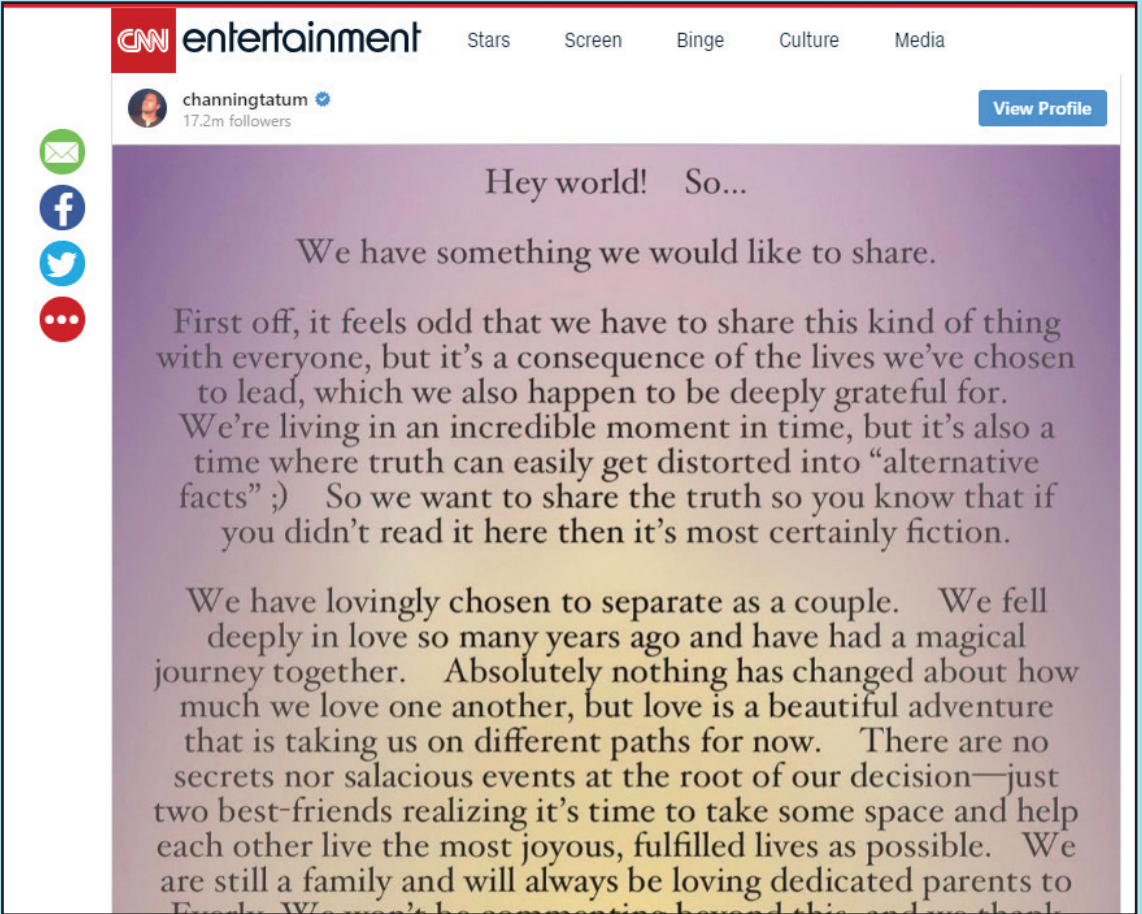 CNN entertainment Stars Screen Binge Culture Media
channingtatum
17.2m followers
View Profile
Hey world! So...
We have something we would like to share.
First off, it feels odd that we have to share this kind of thing
with everyone, but it's a consequence of the lives we've chosen
to lead, which we also happen to be deeply grateful for.
We're living in an incredible moment in time, but it's also a
time where truth can easily get distorted into “alternative
facts” ;) So we want to share the truth so you know that if
you didn't read it here then it's most certainly fiction.
We have lovingly chosen to separate as a couple. We fell
deeply in love so many years ago and have had a magical
journey together. Absolutely nothing has changed about how
much we love one another, but love is a beautiful adventure
that is taking us on different paths for now. There are no
secrets nor salacious events at the root of our decision—just
two best-friends realizing it's time to take some space and help
each other live the most joyous, fulfilled lives as possible. We
are still a family and will always be loving dedicated parents to
Everly. We won't be commenting beyond this, and we thank